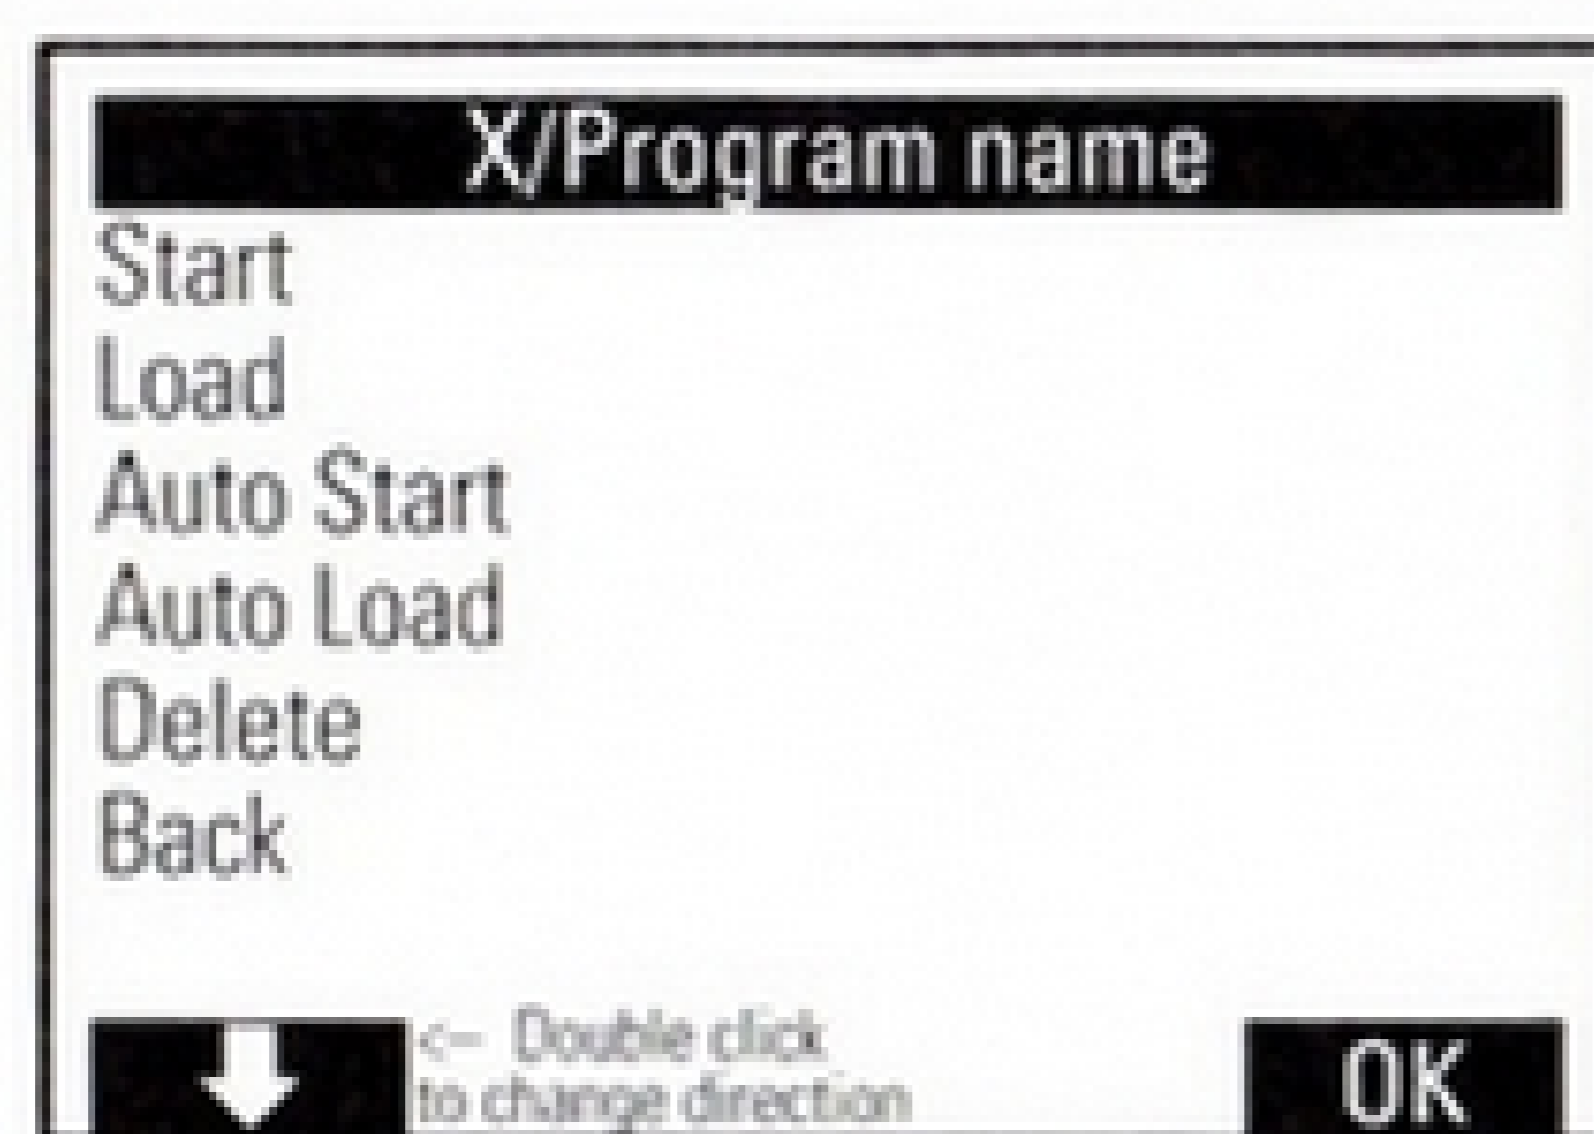 X/Program name
Start
Load
Auto Start
Auto Load
Delete
Back
<-- Double click
to change direction
OK